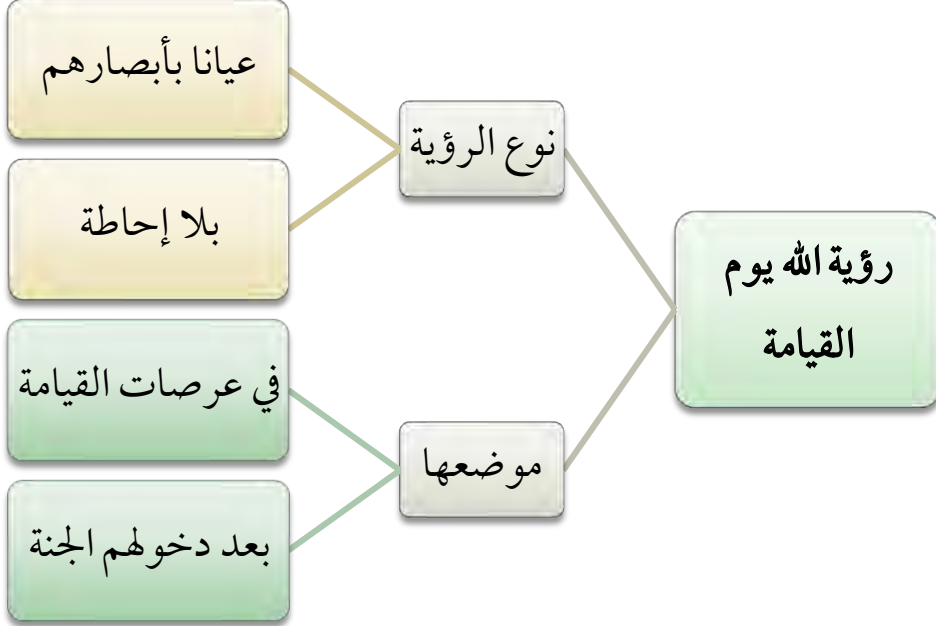 رؤية الله يوم
القيامة
نوع الرؤية
عيانا بأبصارهم
بلا إحاطة
موضعها
في عرصات القيامة
بعد دخولهم الجنة